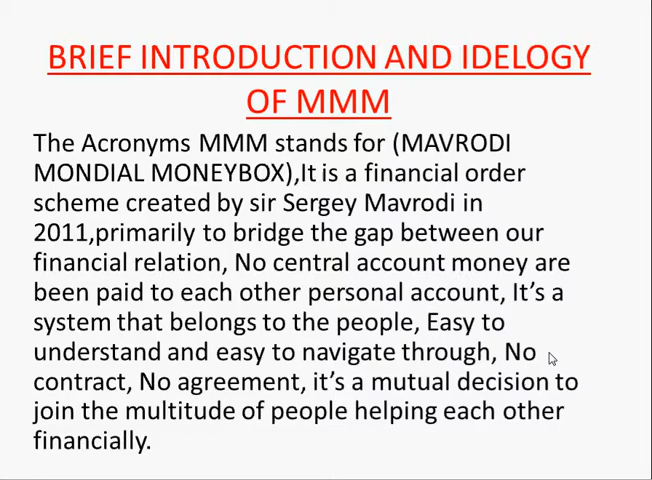 BRIEF INTRODUCTION AND IDELOGY
OF MMM
The Acronyms MMM stands for (MAVRODI
MONDIAL MONEYBOX),It is a financial order
scheme created by sir Sergey Mavrodi in
2011,primarily to bridge the gap between our
financial relation, No central account money are
been paid to each other personal account, It's a
system that belongs to the people, Easy to
understand and easy to navigate through, No
contract, No agreement, it's a mutual decision to
join the multitude of people helping each other
financially.